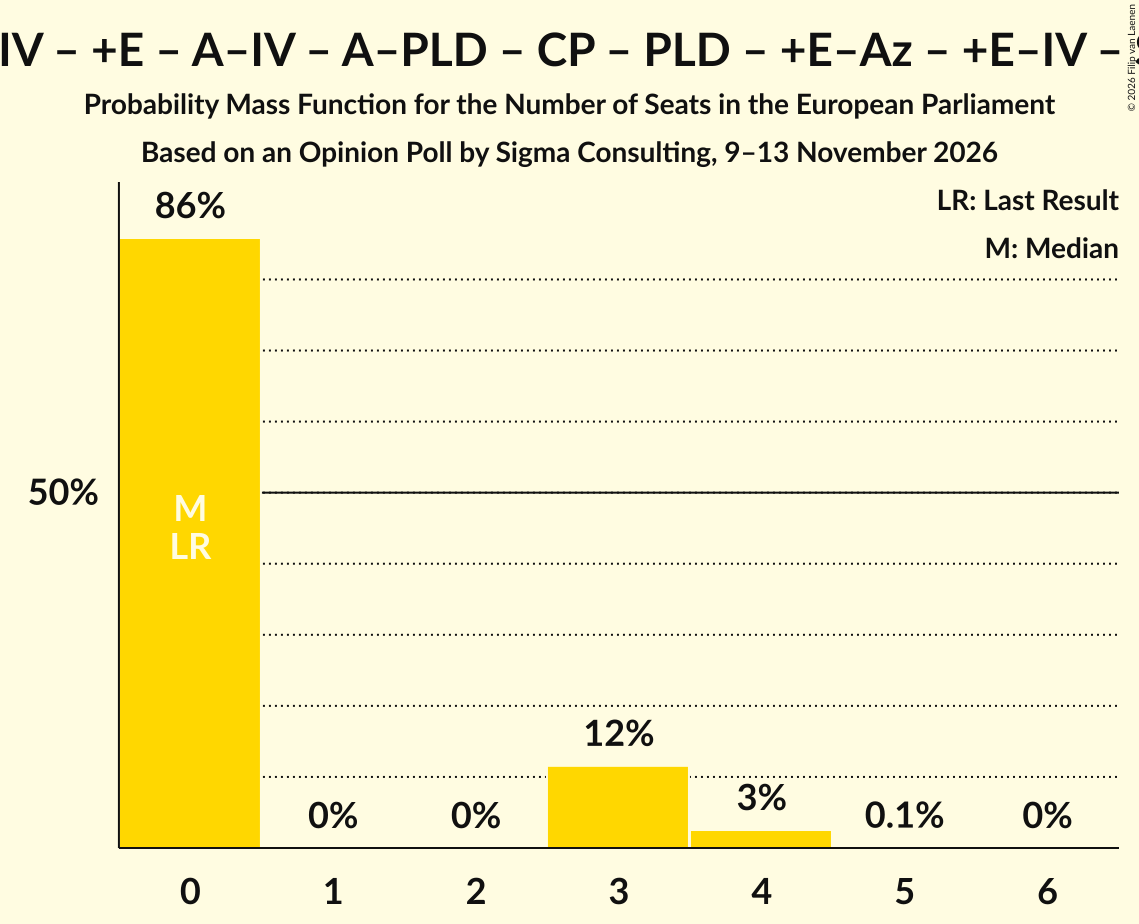 IV – +E – A–IV – A–PLD – CP – PLD – +E–Az – +E–IV –
© 2026 Filip van Laenen
Probability Mass Function for the Number of Seats in the European Parliament
Based on an Opinion Poll by Sigma Consulting, 9–13 November 2026
LR: Last Result
M: Median
86%
50%
M
LR
12%
3%
0% 0% 0.1% 0%
0 1 2 3 4 5 6